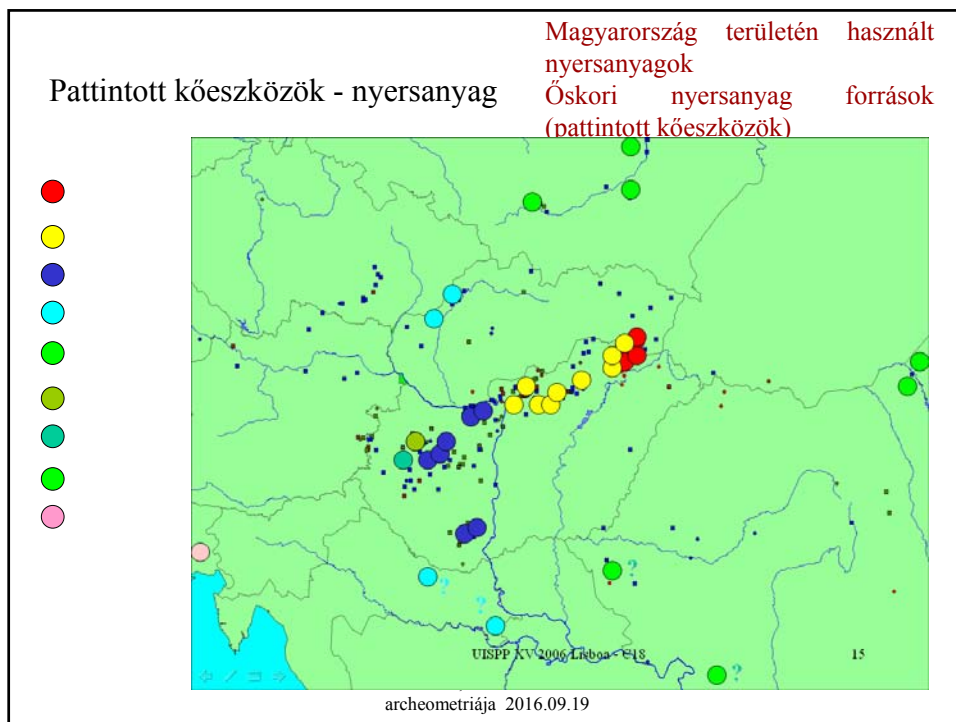 Magyarország területén használt
nyersanyagok
Pattintott kőeszközök - nyersanyag
Őskori nyersanyag források
(pattintott kőeszközök)
?
?
?
?
UISPP XV 2006 Lisboa - C18
15
archeometriája 2016.09.19